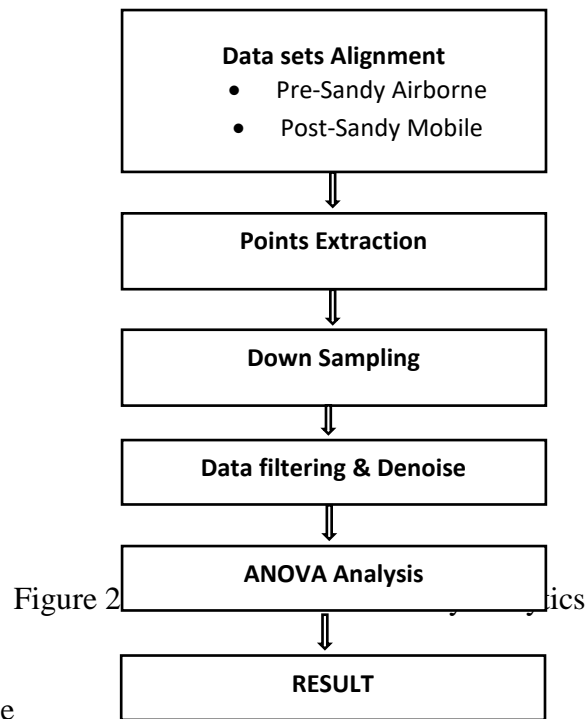 Data sets Alignment
• Pre-Sandy Airborne
• Post-Sandy Mobile
Points Extraction
Down Sampling
Data filtering & Denoise
ANOVA Analysis
Figure 2 tics
RESULT
e